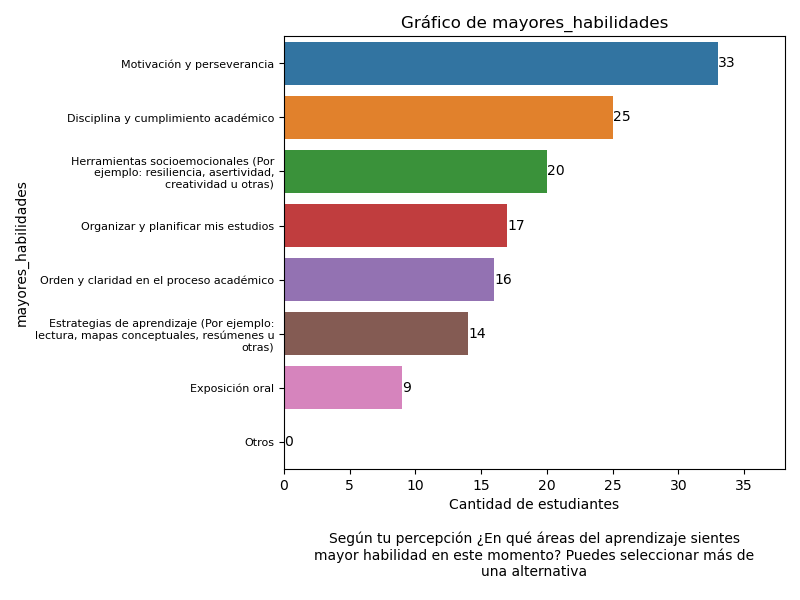 Gráfico de mayores_habilidades
mayores_habilidades
Motivación y perseverancia
33
Disciplina y cumplimiento académico
25
Herramientas socioemocionales (Por
ejemplo: resiliencia, asertividad,
creatividad u otras)
20
Organizar y planificar mis estudios
17
Orden y claridad en el proceso académico
16
Estrategias de aprendizaje (Por ejemplo:
lectura, mapas conceptuales, resúmenes u
otras)
14
Exposición oral
9
Otros
0
0 5 10 15 20 25 30 35
Cantidad de estudiantes
Según tu percepción ¿En qué áreas del aprendizaje sientes
mayor habilidad en este momento? Puedes seleccionar más de
una alternativa